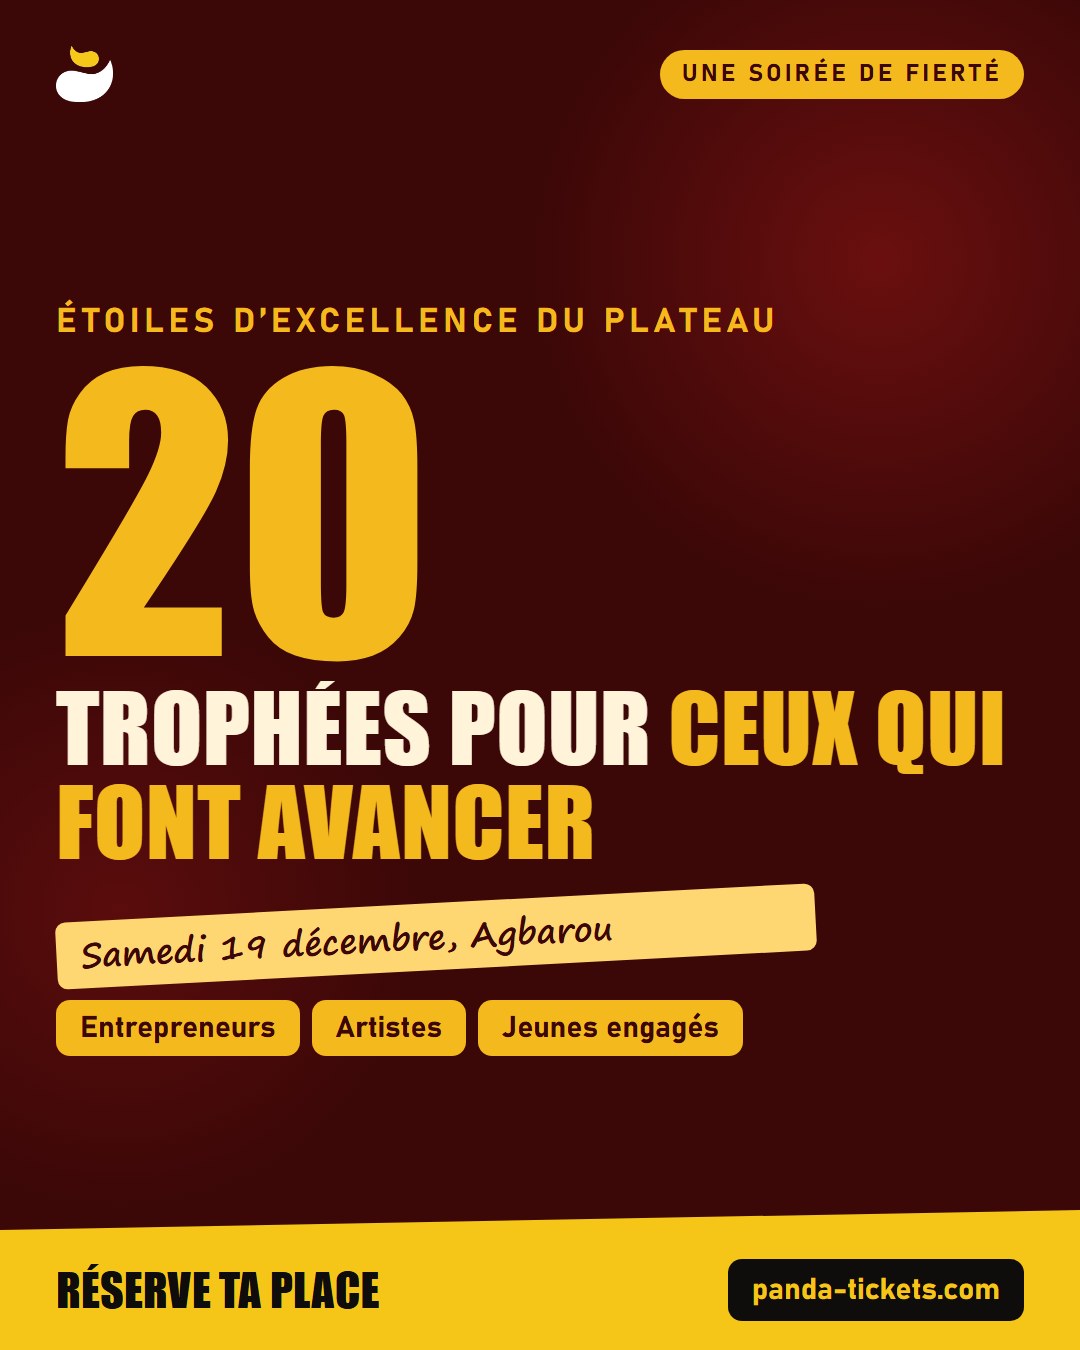 UNE SOIRÉE DE FIERTÉ
ÉTOILES D’EXCELLENCE DU PLATEAU
20
TROPHÉES POUR CEUX QUI
FONT AVANCER
Samedi 19 décembre, Agbarou
Entrepreneurs Artistes Jeunes engagés
RÉSERVE TA PLACE
panda-tickets.com